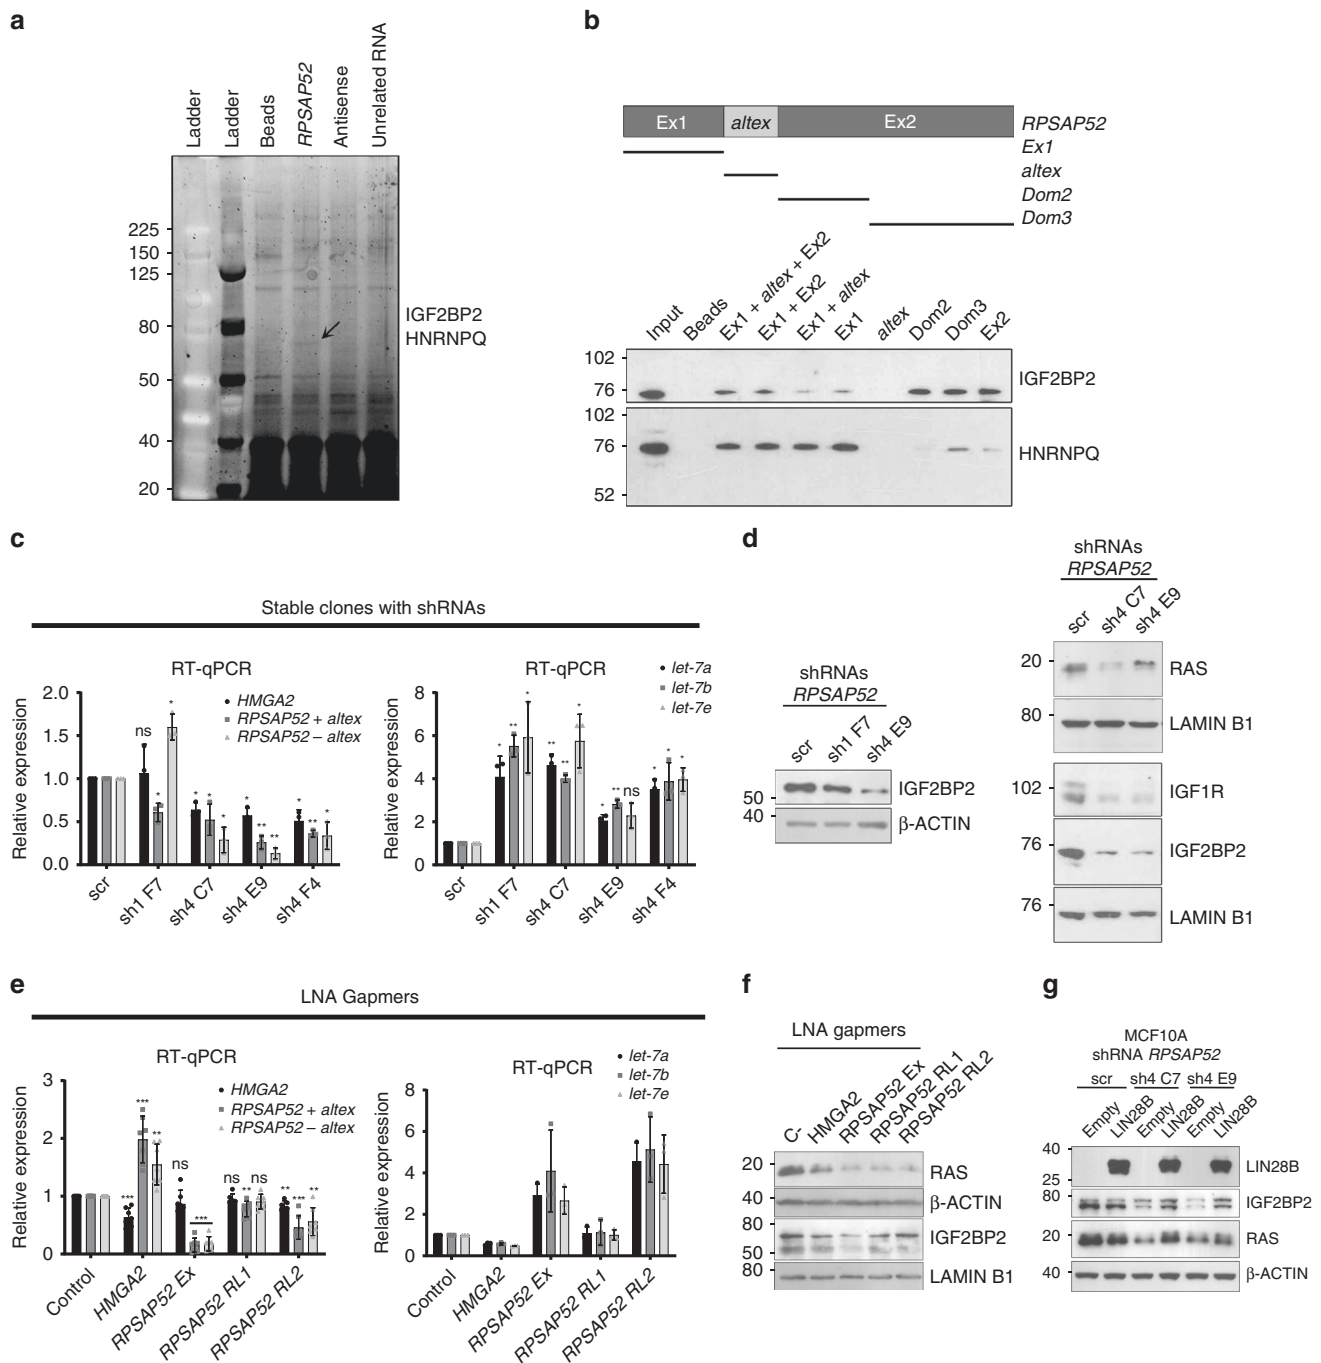 a
Ladder
Ladder
Beads
RPSAP52
Antisense
Unrelated RNA
225
150
125
80
50
40
20
IGF2BP2
HNRNPQ
b
Ex1
altex
Ex2
RPSAP52
Ex1
altex
Dom2
Dom3
Input
Beads
Ex1 + altex + Ex2
Ex1 + Ex2
Ex1 + altex
Ex1
altex
Dom2
Dom3
Ex2
102
76
IGF2BP2
102
76
52
HNRNPQ
c
Stable clones with shRNAs
RT-qPCR
Relative expression
2.0
1.5
1.0
0.5
0.0
HMGA2
RPSAP52 + altex
RPSAP52 – altex
ns
*
*
*
*
*
*
**
**
*
**
*
scr
sh1 F7
sh4 C7
sh4 E9
sh4 F4
RT-qPCR
Relative expression
8
6
4
2
0
let-7a
let-7b
let-7e
*
**
*
**
**
*
*
**
ns
*
*
*
scr
sh1 F7
sh4 C7
sh4 E9
sh4 F4
d
shRNAs
RPSAP52
scr
sh1 F7
sh4 E9
50
40
IGF2BP2
β-ACTIN
shRNAs
RPSAP52
scr
sh4 C7
sh4 E9
20
RAS
80
LAMIN B1
102
IGF1R
76
IGF2BP2
76
LAMIN B1
e
LNA Gapmers
RT-qPCR
Relative expression
3
2
1
0
HMGA2
RPSAP52 + altex
RPSAP52 – altex
***
***
**
ns
***
ns
***
ns
**
***
**
Control
HMGA2
RPSAP52 Ex
RPSAP52 RL1
RPSAP52 RL2
RT-qPCR
Relative expression
8
6
4
2
0
let-7a
let-7b
let-7e
Control
HMGA2
RPSAP52 Ex
RPSAP52 RL1
RPSAP52 RL2
f
LNA gapmers
C-
HMGA2
RPSAP52 Ex
RPSAP52 RL1
RPSAP52 RL2
20
RAS
40
β-ACTIN
80
IGF2BP2
50
80
LAMIN B1
g
MCF10A
shRNA RPSAP52
scr
sh4 C7
sh4 E9
Empty
LIN28B
Empty
LIN28B
Empty
LIN28B
40
25
LIN28B
80
IGF2BP2
20
RAS
40
β-ACTIN